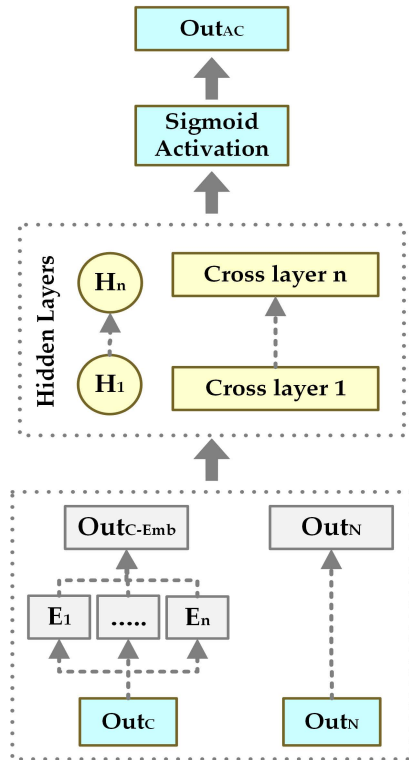 OutAC
Sigmoid
Activation
Hidden Layers
Hn
Cross layer n
H1
Cross layer 1
OutC-Emb
OutN
E1
.....
En
OutC
OutN